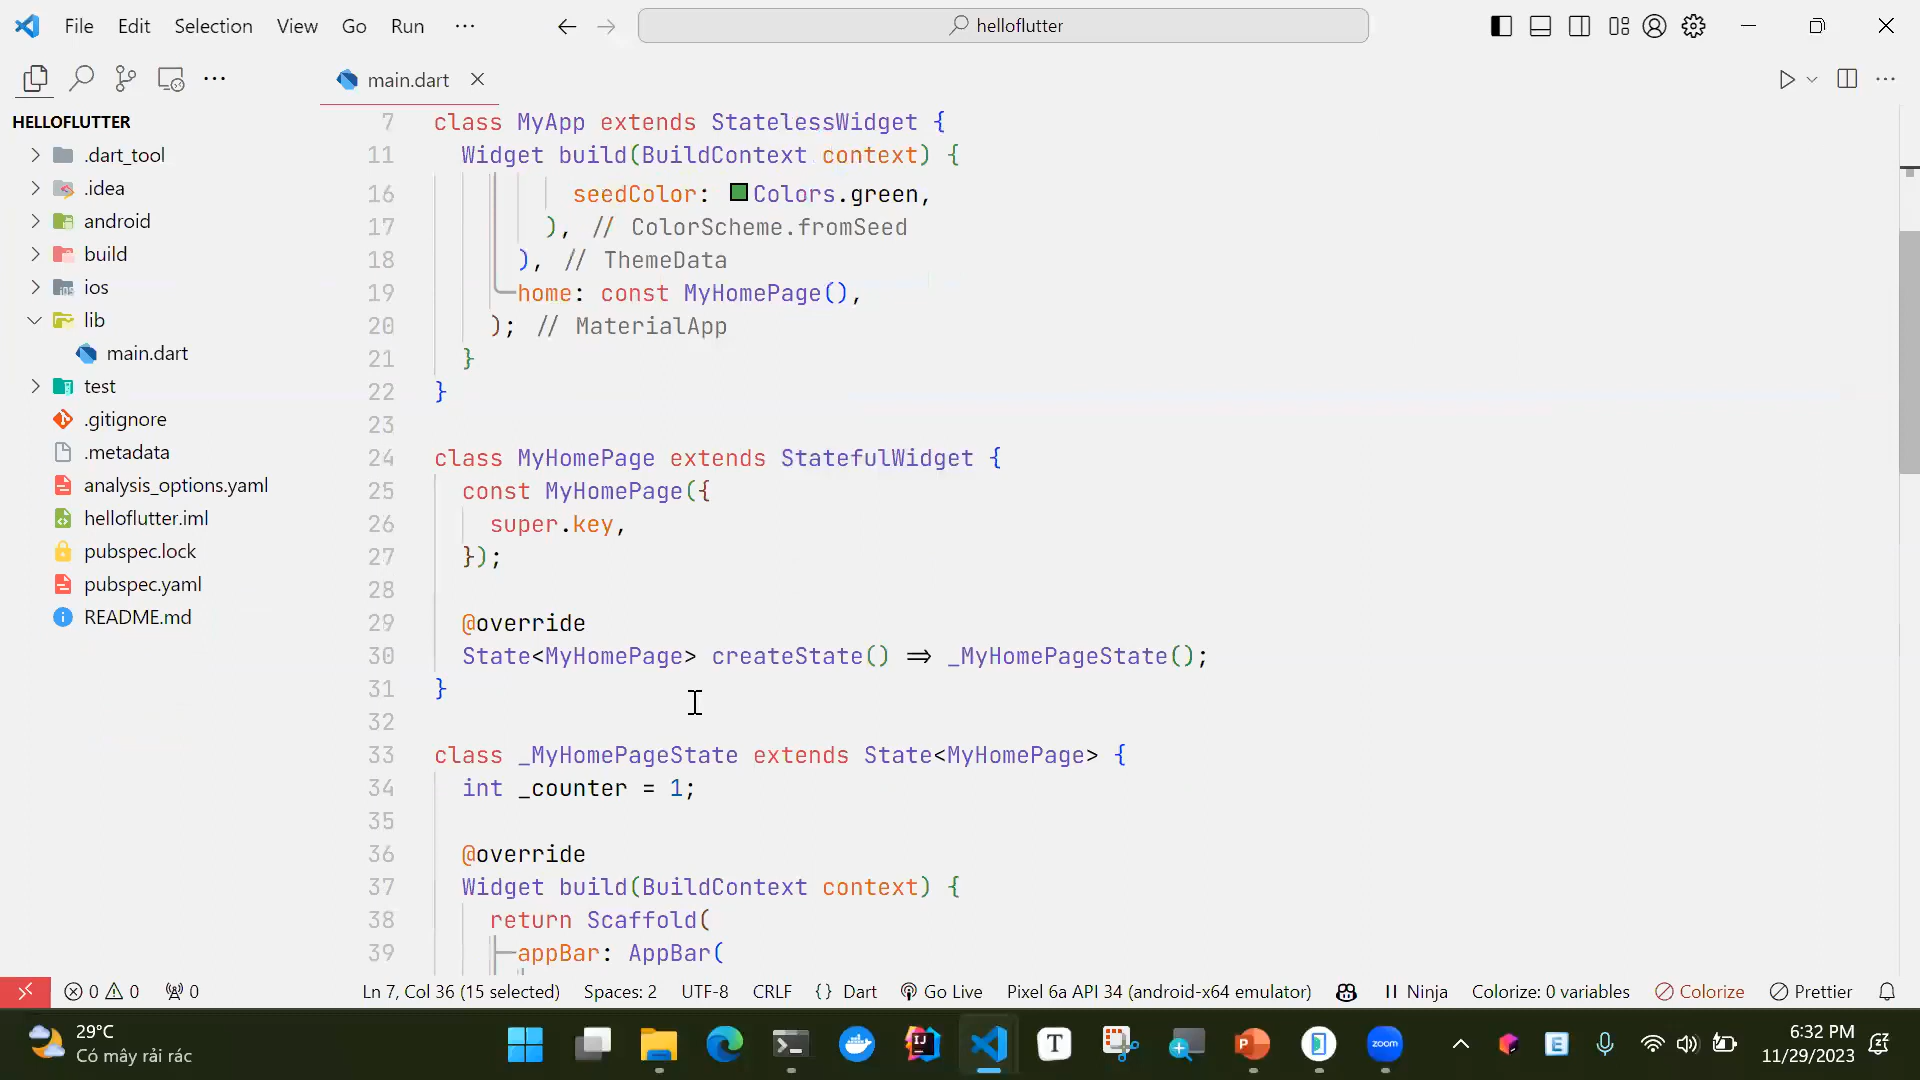 File Edit Selection View Go Run ··· helloflutter
main.dart
HELLOFLUTTER
.dart_tool
.idea
android
build
ios
lib
main.dart
test
.gitignore
.metadata
analysis_options.yaml
helloflutter.iml
pubspec.lock
pubspec.yaml
README.md
7 class MyApp extends StatelessWidget {
11 Widget build(BuildContext context) {
16 seedColor: Colors.green,
17 ), // ColorScheme.fromSeed
18 ), // ThemeData
19 home: const MyHomePage(),
20 ); // MaterialApp
21 }
22 }
23
24 class MyHomePage extends StatefulWidget {
25 const MyHomePage({
26 super.key,
27 });
28
29 @override
30 State<MyHomePage> createState() => _MyHomePageState();
31 }
32
33 class _MyHomePageState extends State<MyHomePage> {
34 int _counter = 1;
35
36 @override
37 Widget build(BuildContext context) {
38 return Scaffold(
39 appBar: AppBar(
0 0 0 Ln 7, Col 36 (15 selected) Spaces: 2 UTF-8 CRLF {} Dart Go Live Pixel 6a API 34 (android-x64 emulator) Ninja Colorize: 0 variables Colorize Prettier
29°C
Có mây rải rác
T
zoom
E
6:32 PM
11/29/2023